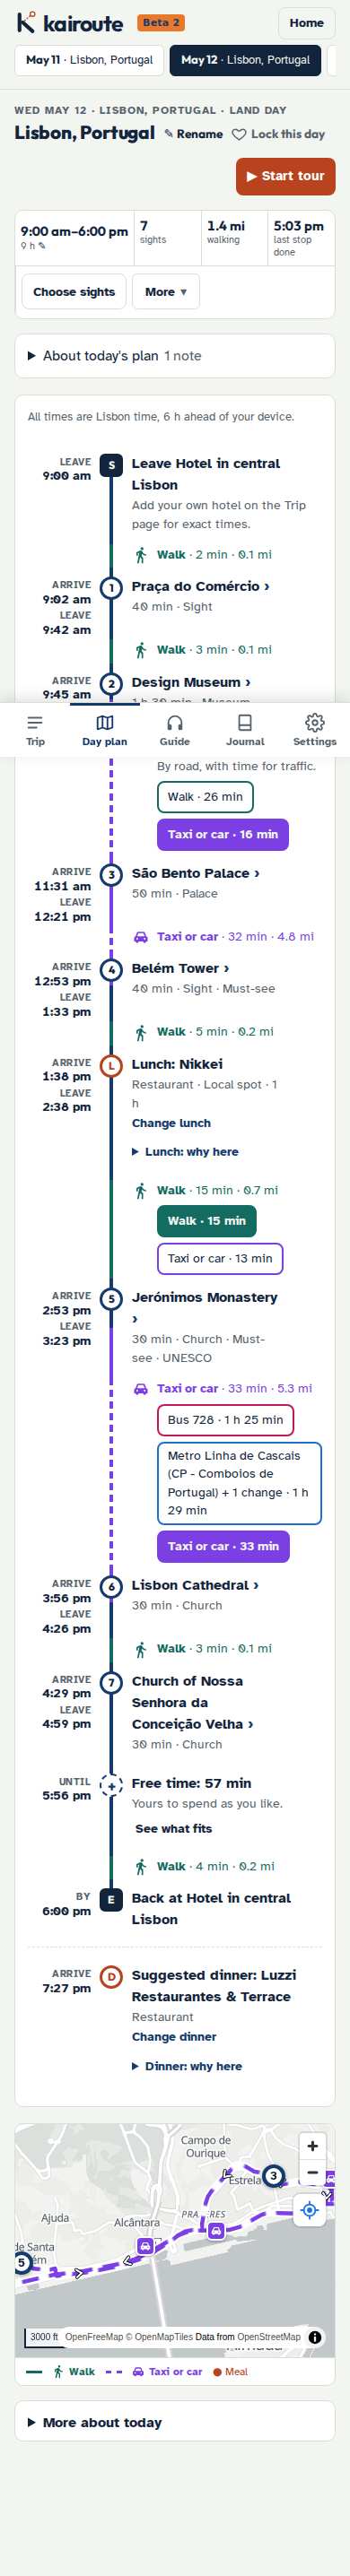 kairoute Beta 2 Home
May 11 · Lisbon, Portugal May 12 · Lisbon, Portugal
WED MAY 12 · LISBON, PORTUGAL · LAND DAY
Lisbon, Portugal ✎ Rename Lock this day
▶ Start tour
9:00 am–6:00 pm 7 1.4 mi 5:03 pm
9 h ✎ sights walking last stop
done
Choose sights More ▾
▶ About today's plan 1 note
All times are Lisbon time, 6 h ahead of your device.
LEAVE
9:00 am
S
Leave Hotel in central
Lisbon
Add your own hotel on the Trip
page for exact times.
Walk · 2 min · 0.1 mi
ARRIVE
9:02 am
LEAVE
9:42 am
1
Praça do Comércio ›
40 min · Sight
Walk · 3 min · 0.1 mi
ARRIVE
9:45 am
2
Design Museum ›
Trip Day plan Guide Journal Settings
By road, with time for traffic.
Walk · 26 min
Taxi or car · 16 min
ARRIVE
11:31 am
LEAVE
12:21 pm
3
São Bento Palace ›
50 min · Palace
Taxi or car · 32 min · 4.8 mi
ARRIVE
12:53 pm
LEAVE
1:33 pm
4
Belém Tower ›
40 min · Sight · Must-see
Walk · 5 min · 0.2 mi
ARRIVE
1:38 pm
LEAVE
2:38 pm
L
Lunch: Nikkei
Restaurant · Local spot · 1
h
Change lunch
▶ Lunch: why here
Walk · 15 min · 0.7 mi
Walk · 15 min
Taxi or car · 13 min
ARRIVE
2:53 pm
LEAVE
3:23 pm
5
Jerónimos Monastery
›
30 min · Church · Must-
see · UNESCO
Taxi or car · 33 min · 5.3 mi
Bus 728 · 1 h 25 min
Metro Linha de Cascais
(CP - Comboios de
Portugal) + 1 change · 1 h
29 min
Taxi or car · 33 min
ARRIVE
3:56 pm
LEAVE
4:26 pm
6
Lisbon Cathedral ›
30 min · Church
Walk · 3 min · 0.1 mi
ARRIVE
4:29 pm
LEAVE
4:59 pm
7
Church of Nossa
Senhora da
Conceição Velha ›
30 min · Church
UNTIL
5:56 pm
+
Free time: 57 min
Yours to spend as you like.
See what fits
Walk · 4 min · 0.2 mi
BY
6:00 pm
E
Back at Hotel in central
Lisbon
ARRIVE
7:27 pm
D
Suggested dinner: Luzzi
Restaurantes & Terrace
Restaurant
Change dinner
▶ Dinner: why here
Campo de
Ourique
Estrela
3
Ajuda
Alcântara
de Santa
5
+
−
3000 ft OpenFreeMap © OpenMapTiles Data from OpenStreetMap
Walk Taxi or car Meal
▶ More about today